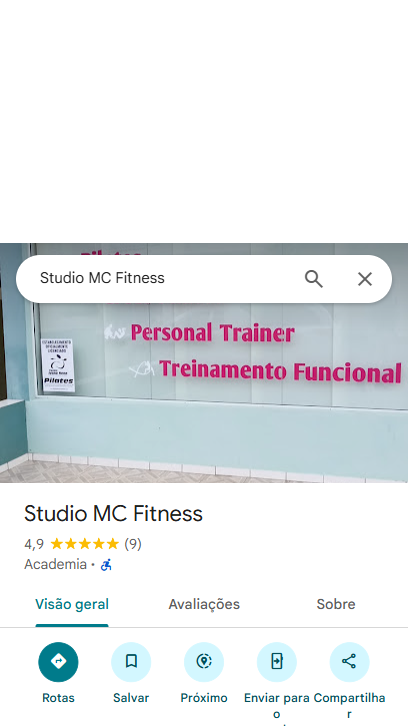 Studio MC Fitness
Personal Trainer
Treinamento Funcional
Pilates
Studio MC Fitness
4,9 (9)
Academia ·
Visão geral Avaliações Sobre
Rotas Salvar Próximo Enviar para o Compartilhar